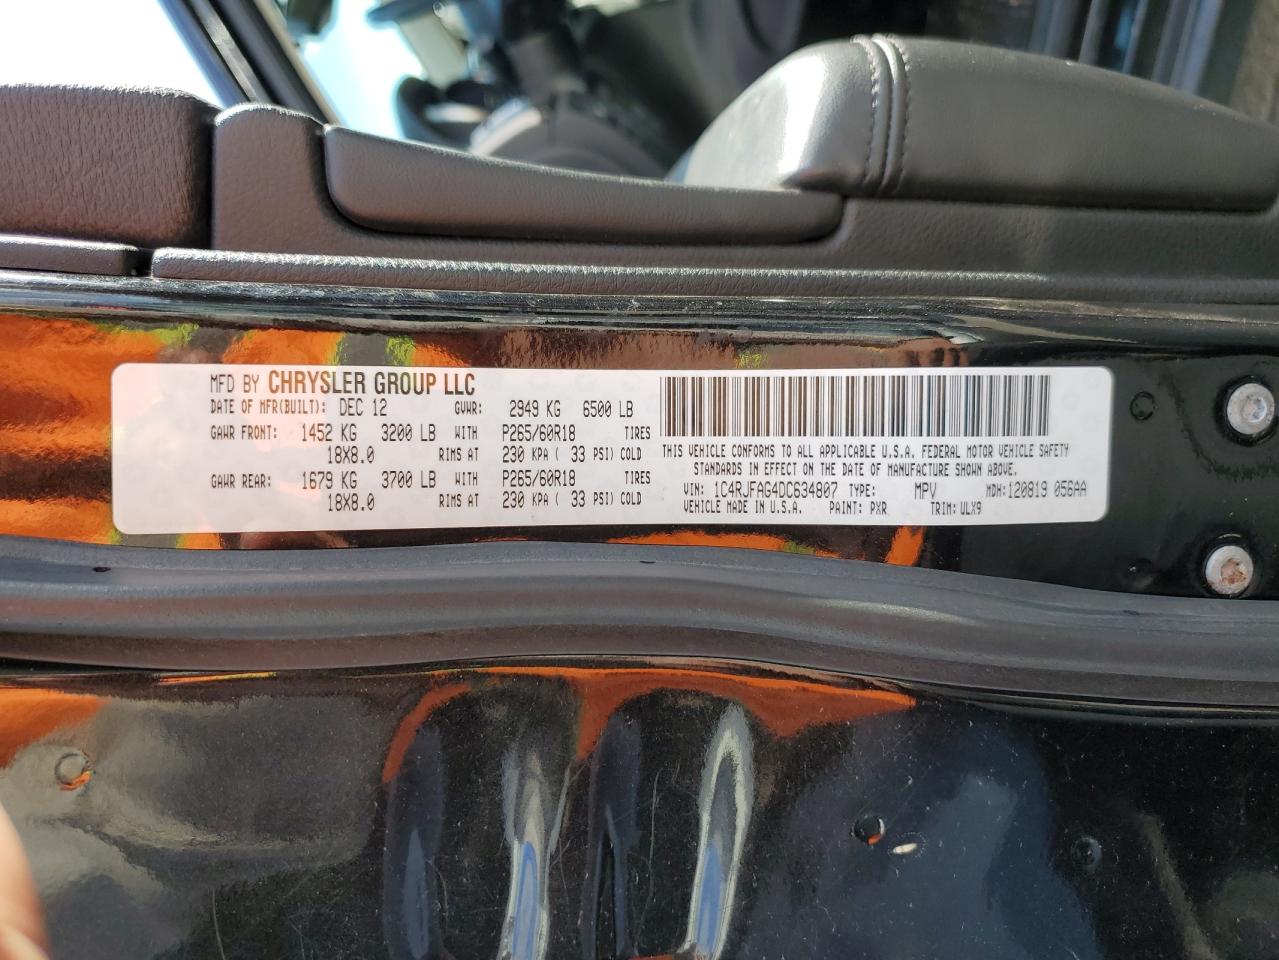 MFD BY CHRYSLER GROUP LLC
DATE OF MFR(BUILT): DEC 12 GVWR: 2949 KG 6500 LB
GAWR FRONT: 1452 KG 3200 LB WITH P265/60R18 TIRES
18X8.0 RIMS AT 230 KPA ( 33 PSI) COLD
GAWR REAR: 1679 KG 3700 LB WITH P265/60R18 TIRES
18X8.0 RIMS AT 230 KPA ( 33 PSI) COLD
THIS VEHICLE CONFORMS TO ALL APPLICABLE U.S.A. FEDERAL MOTOR VEHICLE SAFETY
STANDARDS IN EFFECT ON THE DATE OF MANUFACTURE SHOWN ABOVE.
VIN: 1C4RJFAG4DC634807 TYPE: MPV MDH:120819 056AA
VEHICLE MADE IN U.S.A. PAINT: PXR TRIM: ULX9